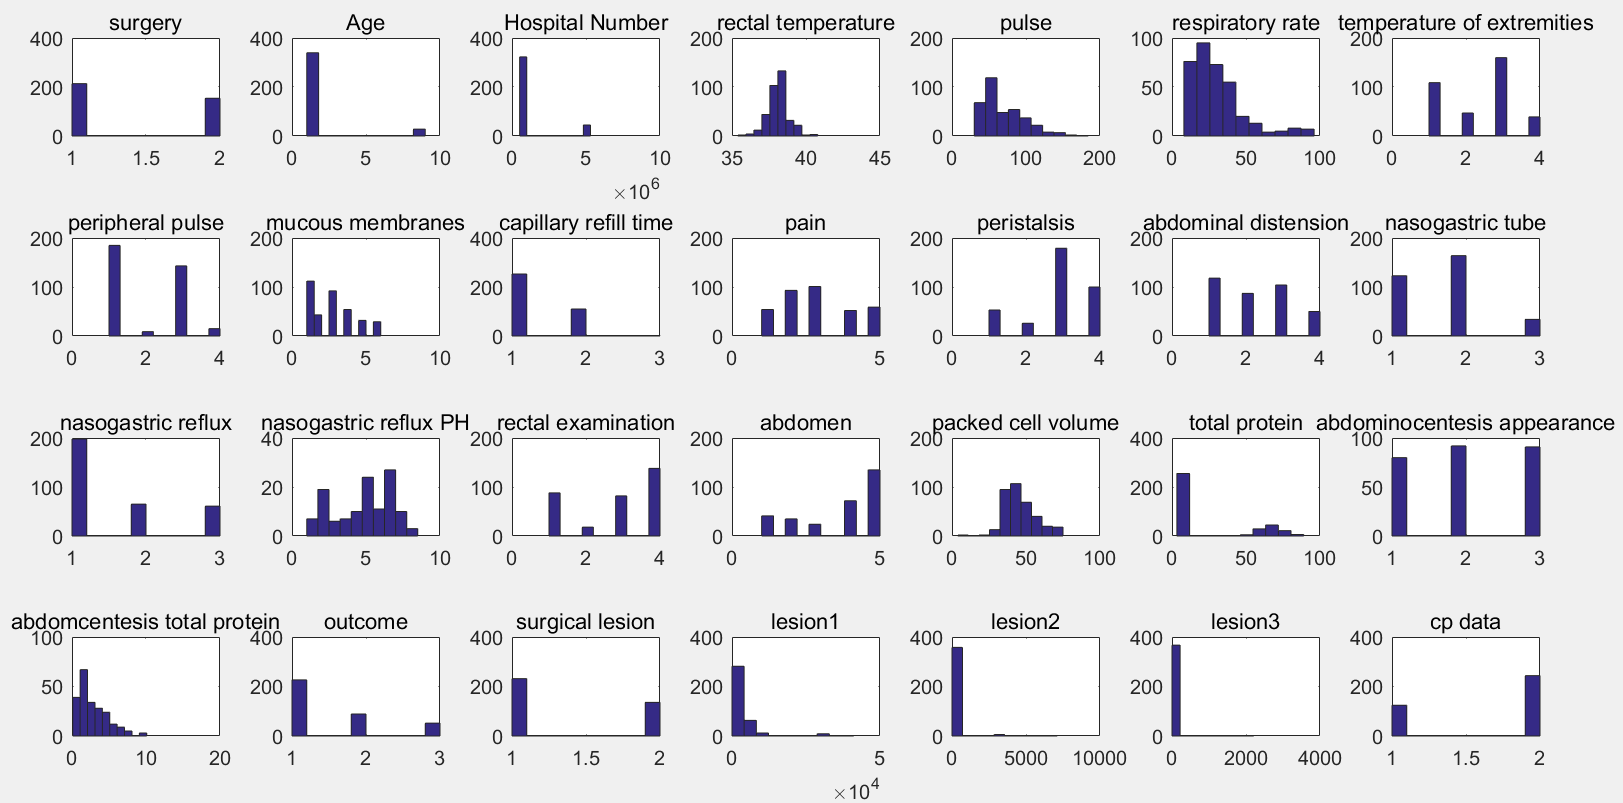 surgery Age Hospital Number rectal temperature pulse respiratory rate temperature of extremities
400 400 400 200 200 100 200
200 200 200 100 100 50 100
0 0 0 0 0 0 0
1 1.5 2 0 5 10 0 5 10 35 40 45 0 100 200 0 50 100 0 2 4
×10^6
peripheral pulse mucous membranes capillary refill time pain peristalsis abdominal distension nasogastric tube
200 200 400 200 200 200 200
100 100 200 100 100 100 100
0 0 0 0 0 0 0
0 2 4 0 5 10 1 2 3 0 5 0 2 4 0 2 4 1 2 3
nasogastric reflux nasogastric reflux PH rectal examination abdomen packed cell volume total protein abdominocentesis appearance
200 40 200 200 200 400 100
100 20 100 100 100 200 50
0 0 0 0 0 0 0
1 2 3 0 5 10 0 2 4 0 5 0 50 100 0 50 100 1 2 3
abdomcentesis total protein outcome surgical lesion lesion1 lesion2 lesion3 cp data
100 400 400 400 400 400 400
50 200 200 200 200 200 200
0 0 0 0 0 0 0
0 10 20 1 2 3 1 1.5 2 0 5 0 5000 10000 0 2000 4000 1 1.5 2
×10^4